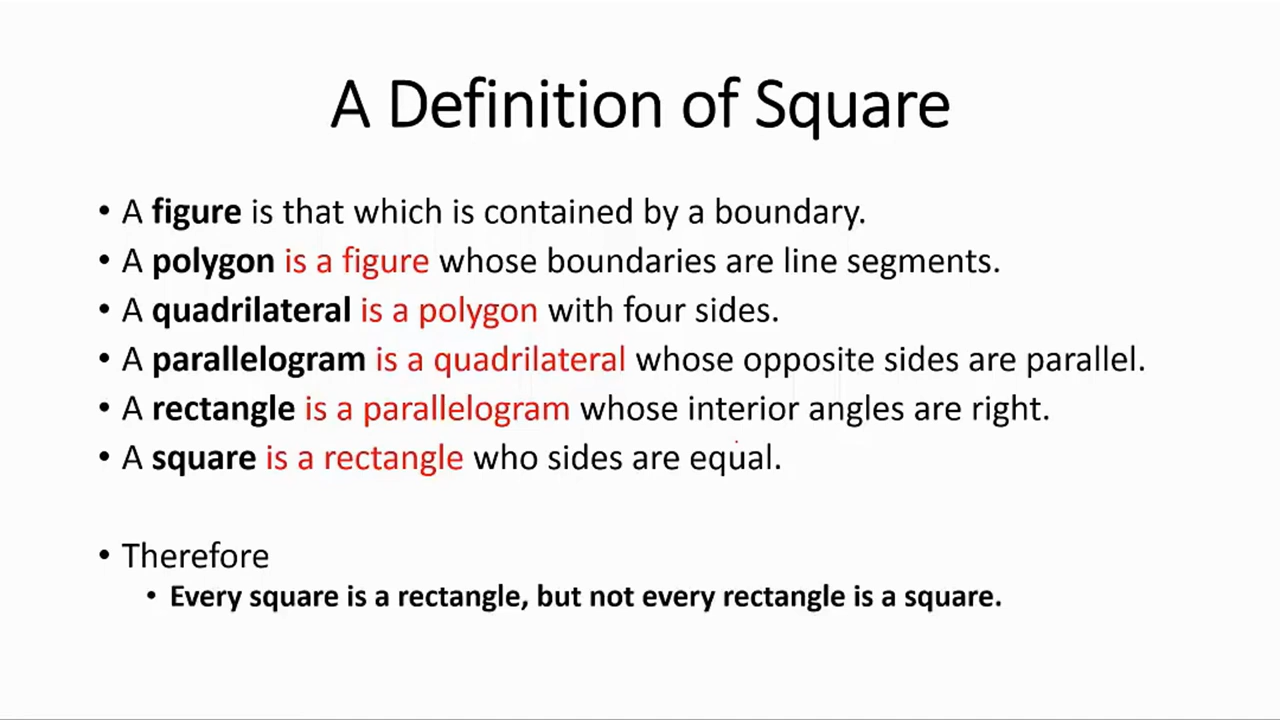 A Definition of Square
• A figure is that which is contained by a boundary.
• A polygon is a figure whose boundaries are line segments.
• A quadrilateral is a polygon with four sides.
• A parallelogram is a quadrilateral whose opposite sides are parallel.
• A rectangle is a parallelogram whose interior angles are right.
• A square is a rectangle who sides are equal.
• Therefore
• Every square is a rectangle, but not every rectangle is a square.